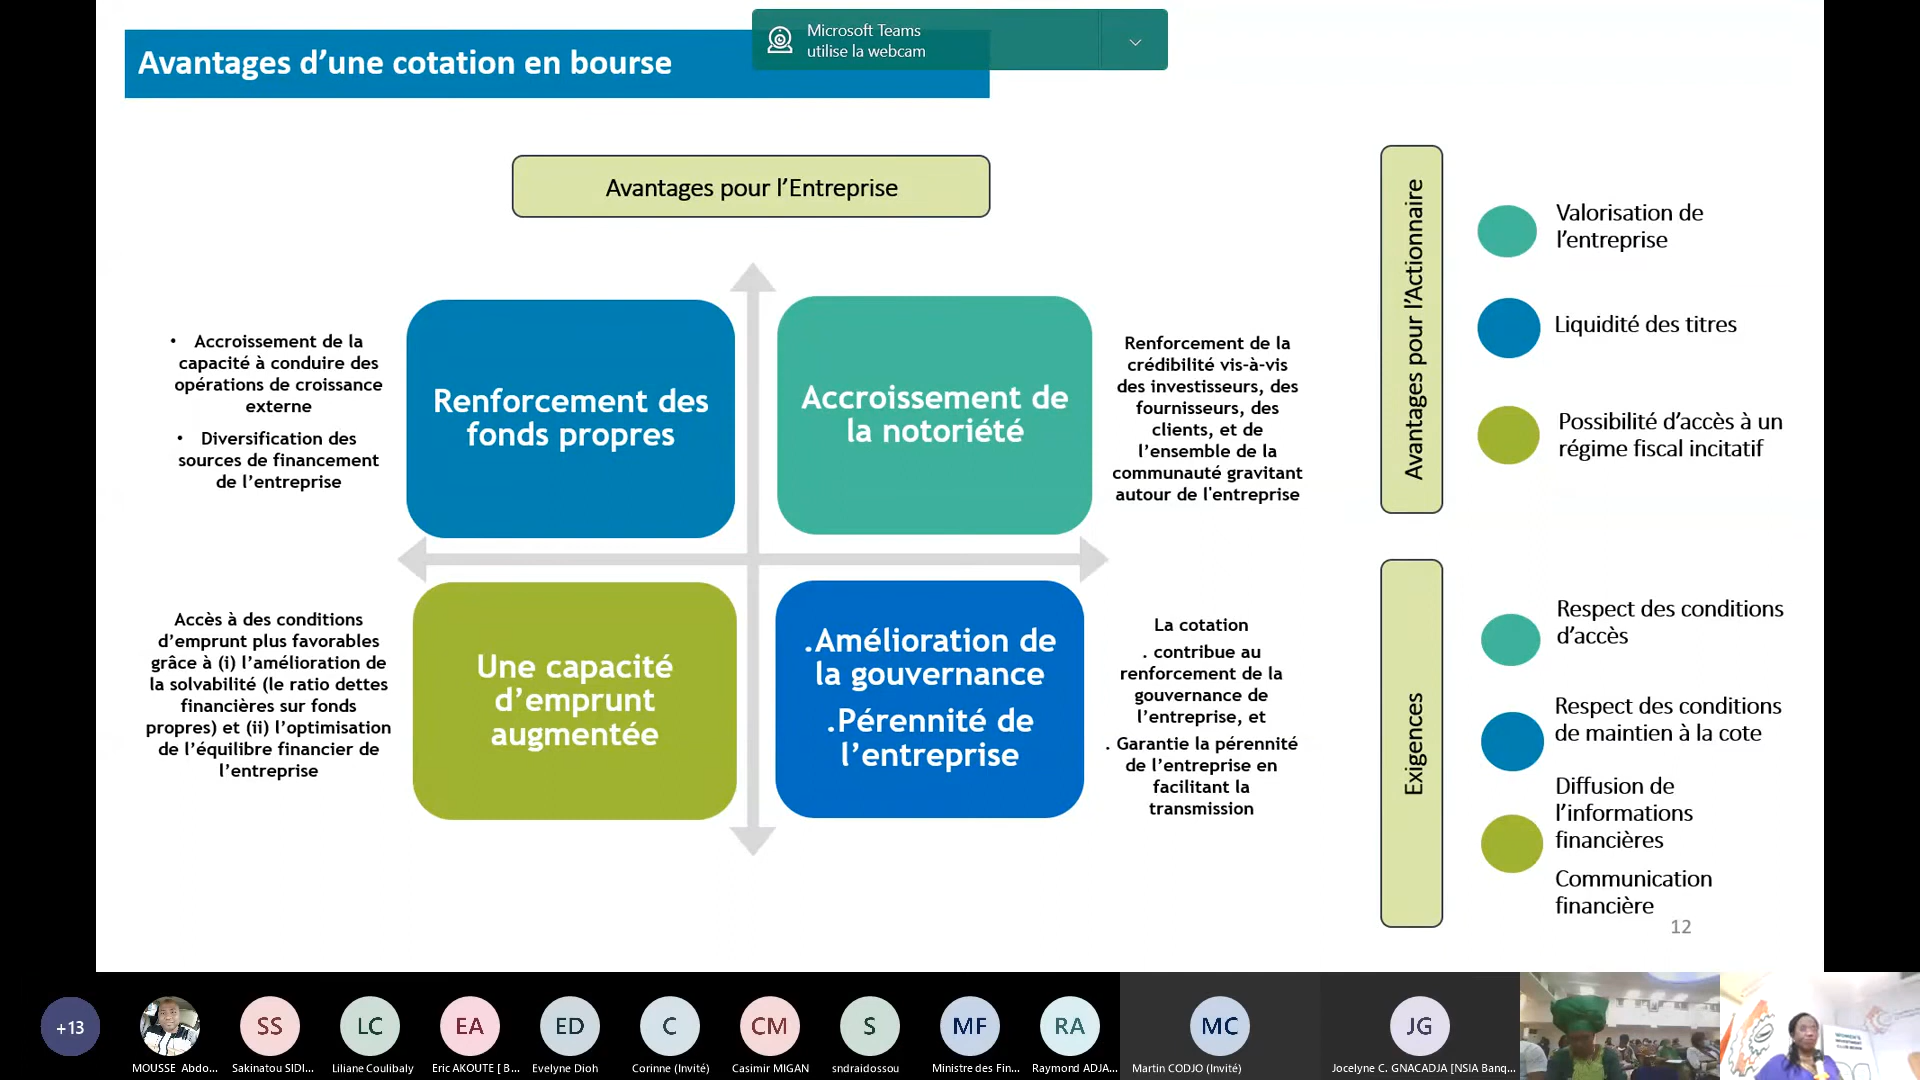 Microsoft Teams
utilise la webcam
Avantages d’une cotation en bourse
Avantages pour l’Entreprise
• Accroissement de la
capacité à conduire des
opérations de croissance
externe
• Diversification des
sources de financement
de l’entreprise
Renforcement des
fonds propres
Accroissement de
la notoriété
Renforcement de la
crédibilité vis-à-vis
des investisseurs, des
fournisseurs, des
clients, et de
l’ensemble de la
communauté gravitant
autour de l'entreprise
Accès à des conditions
d’emprunt plus favorables
grâce à (i) l’amélioration de
la solvabilité (le ratio dettes
financières sur fonds
propres) et (ii) l’optimisation
de l’équilibre financier de
l’entreprise
Une capacité
d’emprunt
augmentée
.Amélioration de
la gouvernance
.Pérennité de
l’entreprise
La cotation
. contribue au
renforcement de la
gouvernance de
l’entreprise, et
. Garantie la pérennité
de l’entreprise en
facilitant la
transmission
Avantages pour l’Actionnaire
Valorisation de
l’entreprise
Liquidité des titres
Possibilité d’accès à un
régime fiscal incitatif
Exigences
Respect des conditions
d’accès
Respect des conditions
de maintien à la cote
Diffusion de
l’informations
financières
Communication
financière
12
+13
MOUSSE Abdo...
SS
Sakinatou SIDI...
LC
Liliane Coulibaly
EA
Eric AKOUTE [ B...
ED
Evelyne Dioh
C
Corinne (Invité)
CM
Casimir MIGAN
S
sndraidossou
MF
Ministre des Fin...
RA
Raymond ADJA...
MC
Martin CODJO (Invité)
JG
Jocelyne C. GNACADJA [NSIA Banq...